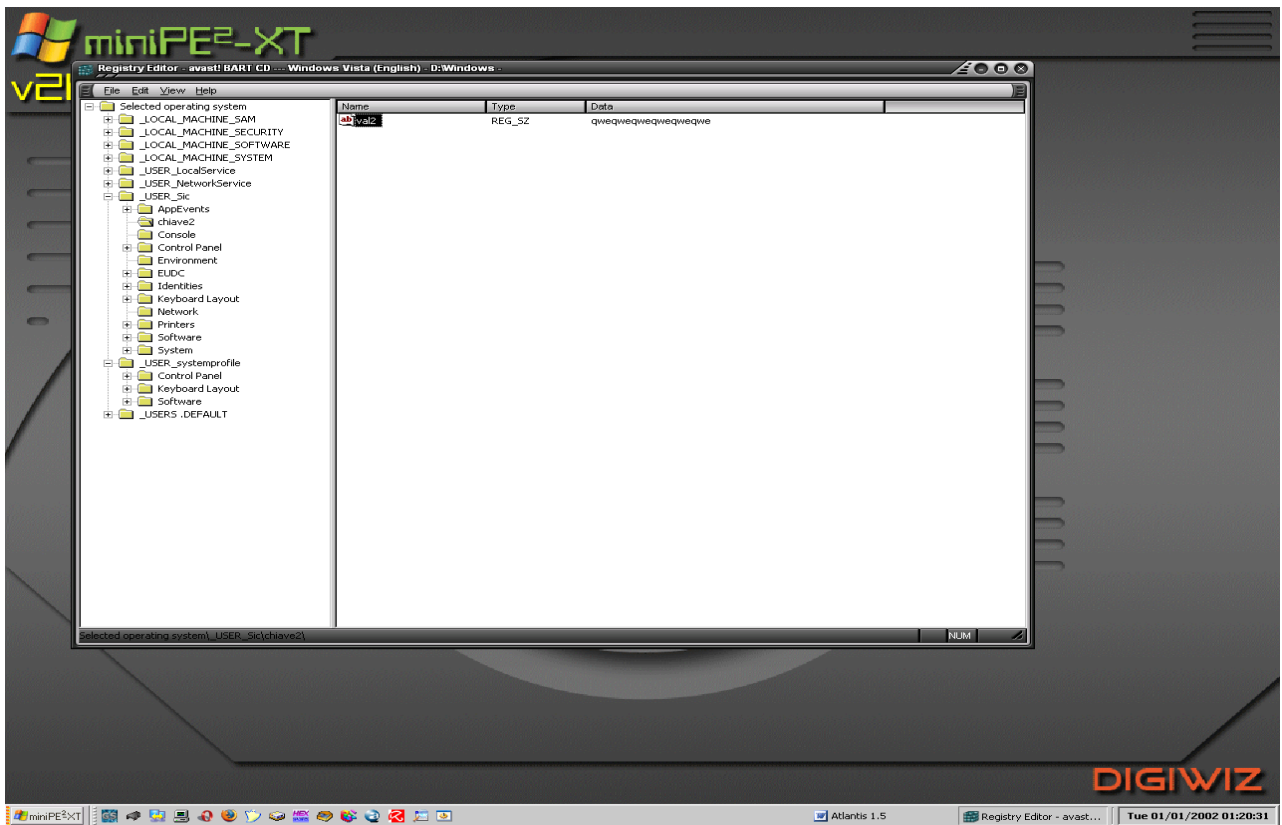 miniPE²-XT
Registry Editor - avast! BART CD --- Windows Vista (English) - D:\Windows -
File Edit View Help
Selected operating system
_LOCAL_MACHINE_SAM
_LOCAL_MACHINE_SECURITY
_LOCAL_MACHINE_SOFTWARE
_LOCAL_MACHINE_SYSTEM
_USER_LocalService
_USER_NetworkService
_USER_Sic
AppEvents
chiave2
Console
Control Panel
Environment
EUDC
Identities
Keyboard Layout
Network
Printers
Software
System
_USER_systemprofile
Control Panel
Keyboard Layout
Software
_USERS .DEFAULT
Name Type Data
val2 REG_SZ qweqweqweqweqweqwe
Selected operating system\_USER_Sic\chiave2\
NUM
DIGIWIZ
miniPE²XT
Atlantis 1.5
Registry Editor - avast...
Tue 01/01/2002 01:20:31